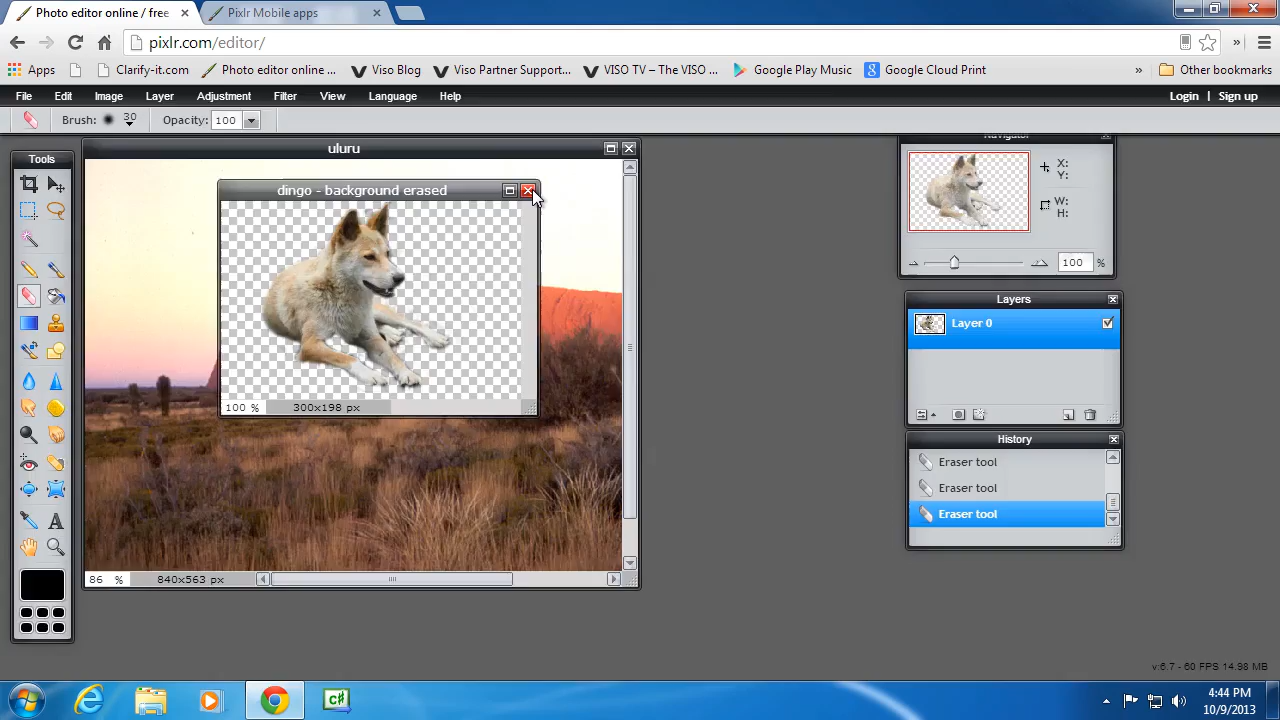 Photo editor online / free
Pixlr Mobile apps
pixlr.com/editor/
Apps
Clarify-it.com
Photo editor online ...
Viso Blog
Viso Partner Support...
VISO TV – The VISO ...
Google Play Music
Google Cloud Print
»
Other bookmarks
File Edit Image Layer Adjustment Filter View Language Help
Login | Sign up
Brush: 30 Opacity: 100
Tools
uluru
Navigator
dingo - background erased
X:
Y:
W:
H:
100 %
Layers
Layer 0
100 % 300x198 px
History
Eraser tool
Eraser tool
Eraser tool
A
86 % 840x563 px
v:6.7 - 60 FPS 14.98 MB
C#
4:44 PM
10/9/2013